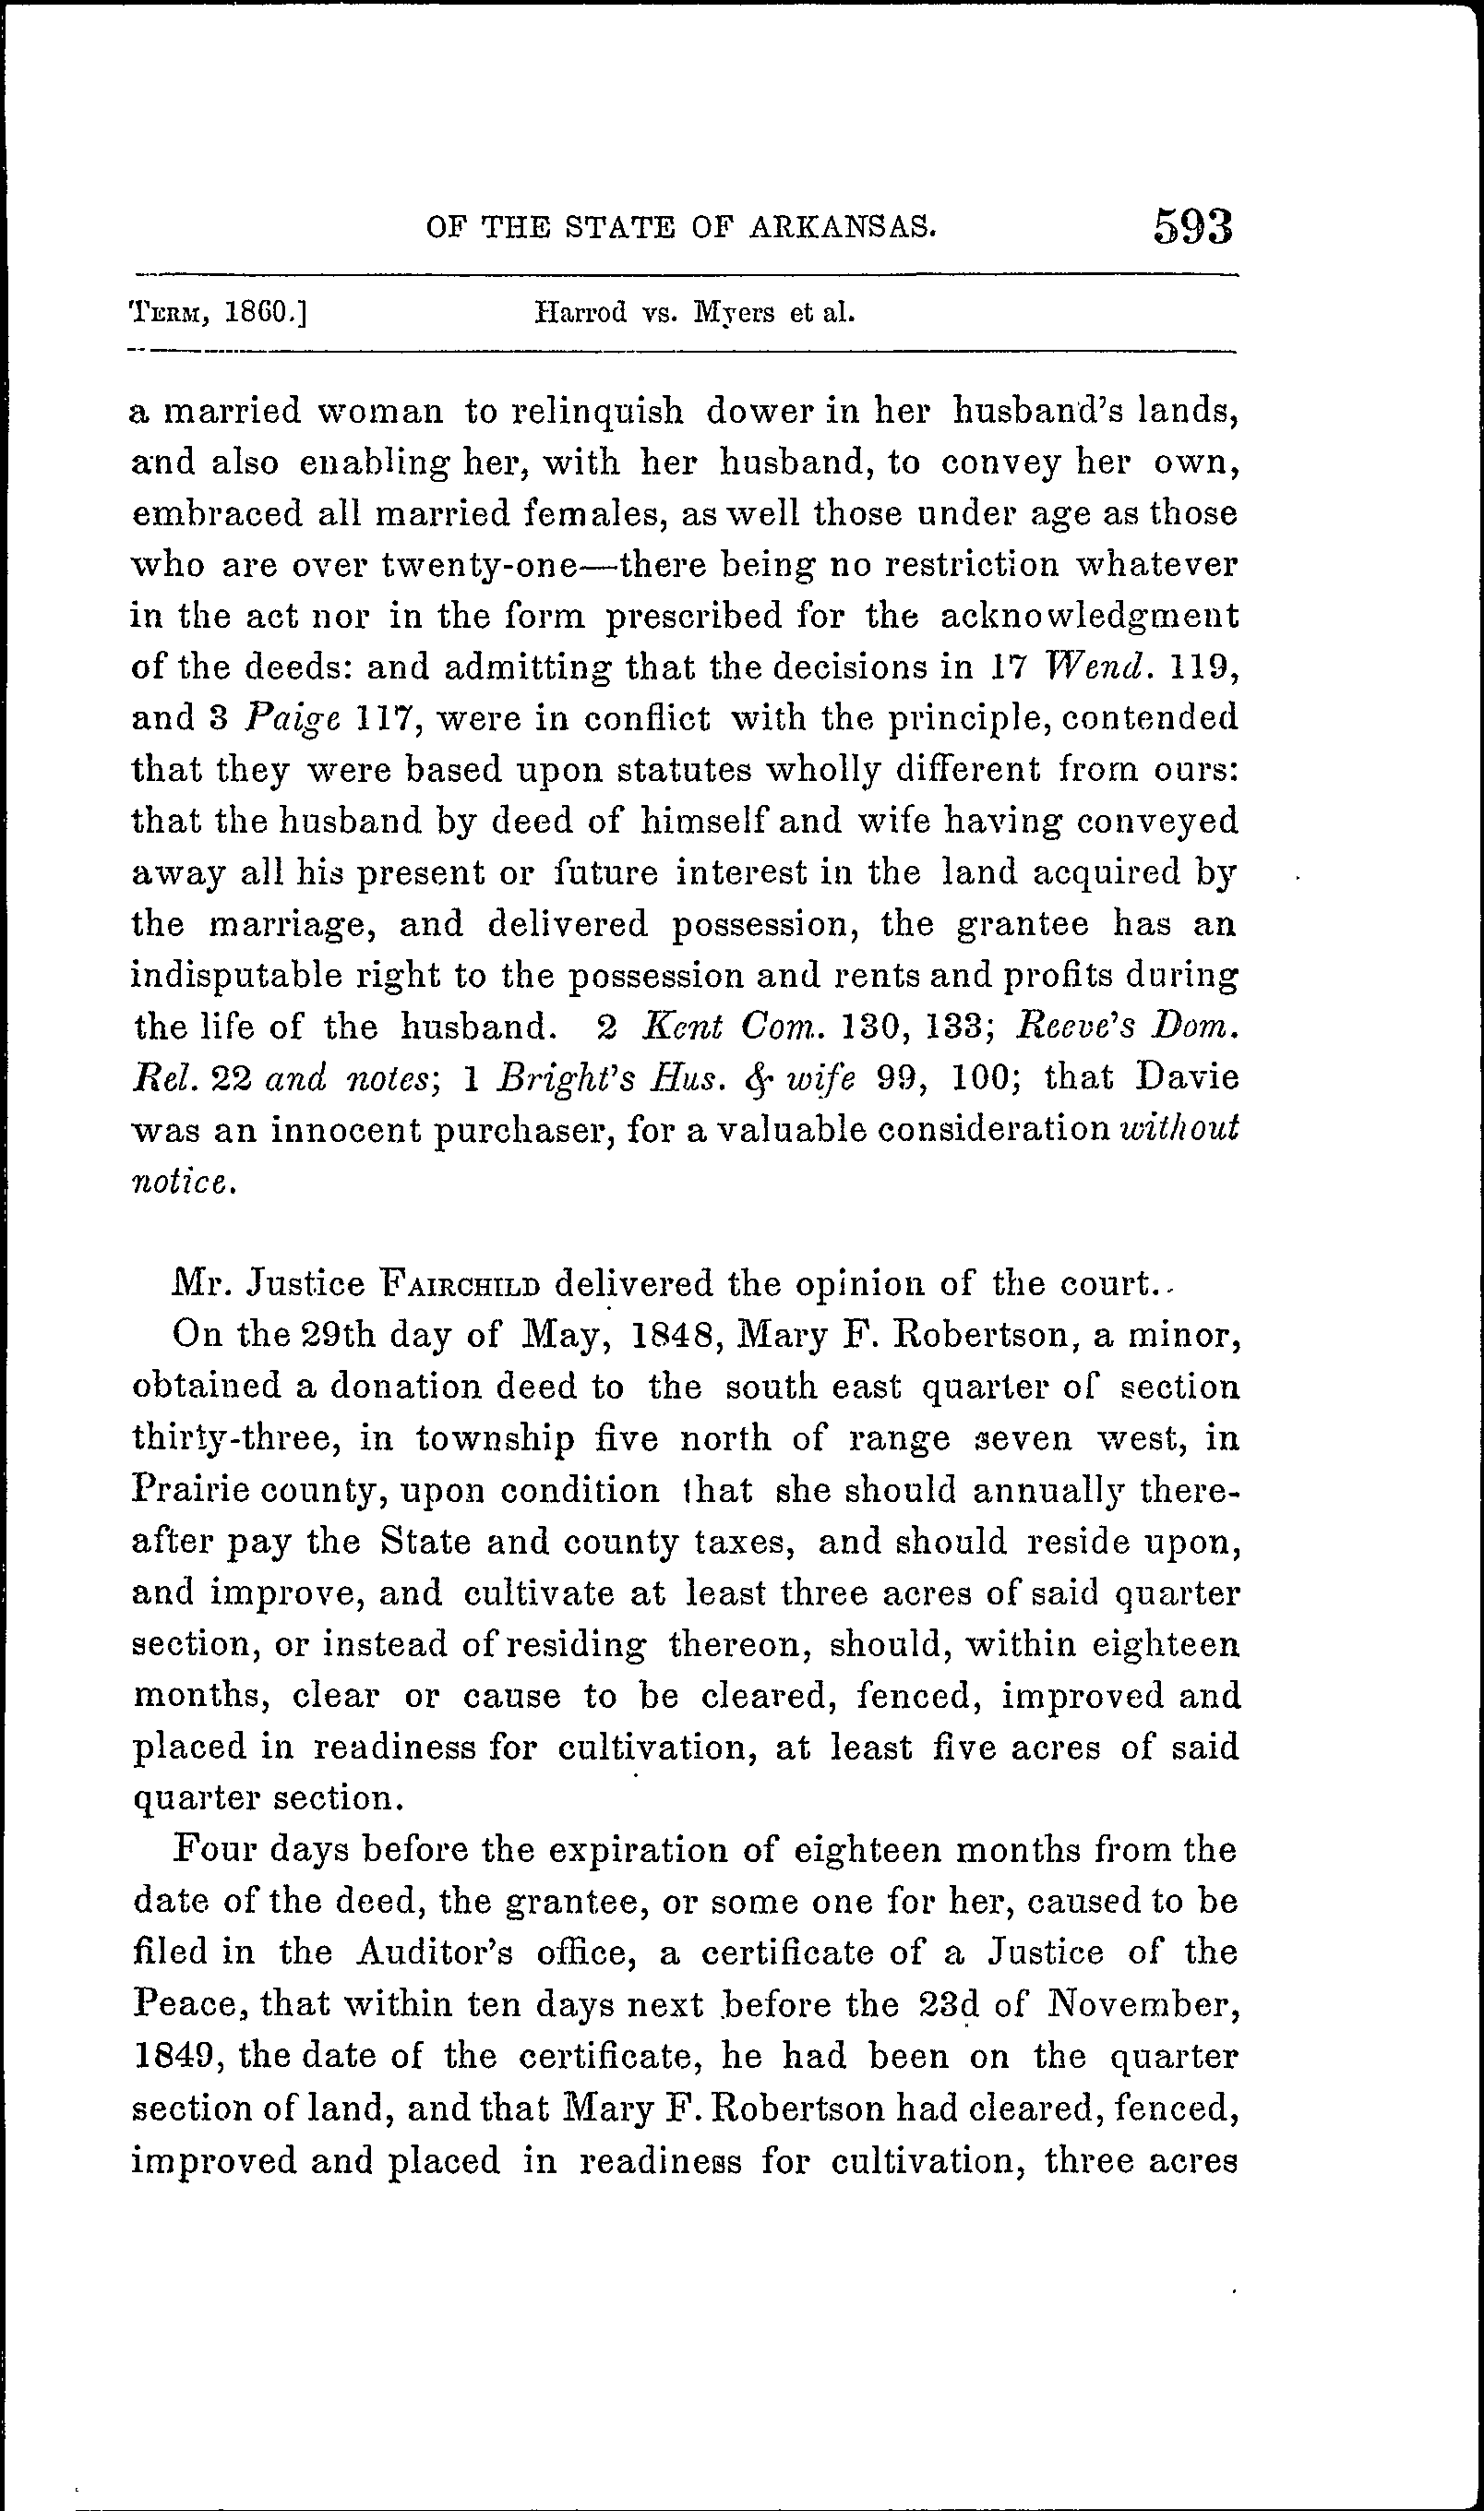 OF THE STATE OF ARKANSAS. 593
TERM, 1860.] Harrod vs. Myers et al.
a married woman to relinquish dower in her husband's lands,
and also enabling her, with her husband, to convey her own,
embraced all married females, as well those under age as those
who are over twenty-one—there being no restriction whatever
in the act nor in the form prescribed for the acknowledgment
of the deeds: and admitting that the decisions in 17 Wend. 119,
and 3 Paige 117, were in conflict with the principle, contended
that they were based upon statutes wholly different from ours:
that the husband by deed of himself and wife having conveyed
away all his present or future interest in the land acquired by
the marriage, and delivered possession, the grantee has an
indisputable right to the possession and rents and profits during
the life of the husband. 2 Kent Com. 130, 133; Reeve's Dom.
Rel. 22 and notes; 1 Bright's Hus. & wife 99, 100; that Davie
was an innocent purchaser, for a valuable consideration without
notice.
Mr. Justice FAIRCHILD delivered the opinion of the court.
On the 29th day of May, 1848, Mary F. Robertson, a minor,
obtained a donation deed to the south east quarter of section
thirty-three, in township five north of range seven west, in
Prairie county, upon condition that she should annually there-
after pay the State and county taxes, and should reside upon,
and improve, and cultivate at least three acres of said quarter
section, or instead of residing thereon, should, within eighteen
months, clear or cause to be cleared, fenced, improved and
placed in readiness for cultivation, at least five acres of said
quarter section.
Four days before the expiration of eighteen months from the
date of the deed, the grantee, or some one for her, caused to be
filed in the Auditor's office, a certificate of a Justice of the
Peace, that within ten days next before the 23d of November,
1849, the date of the certificate, he had been on the quarter
section of land, and that Mary F. Robertson had cleared, fenced,
improved and placed in readiness for cultivation, three acres